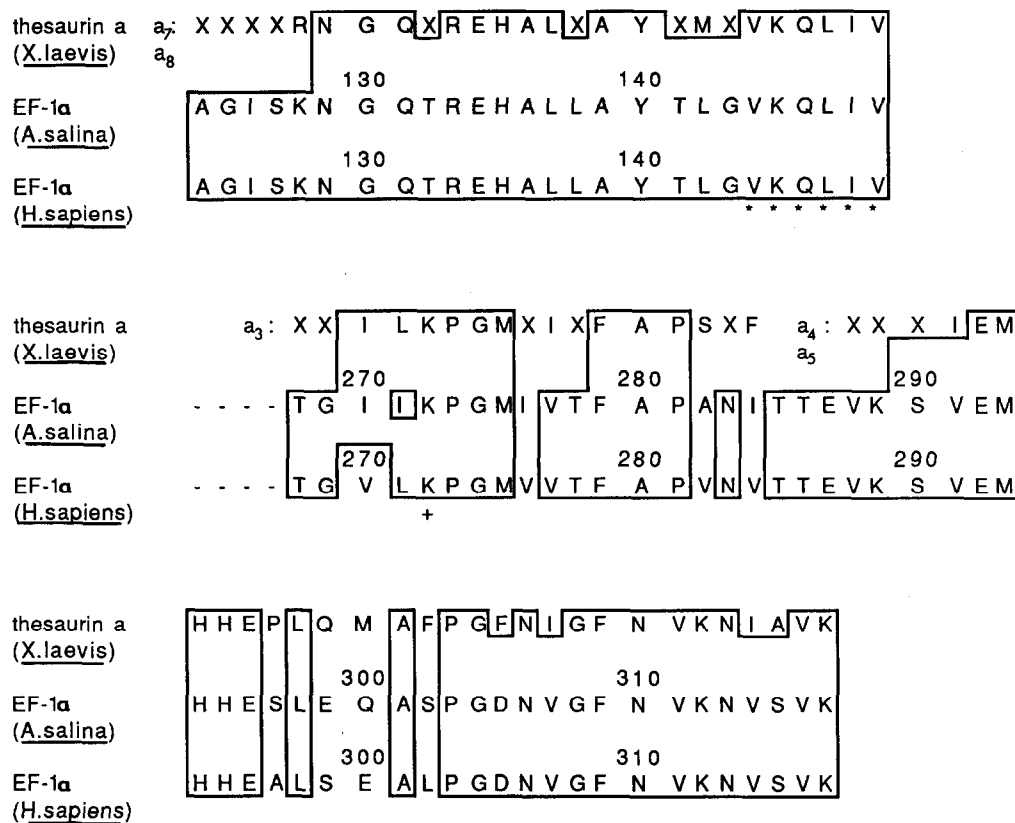 thesaurin a a7: X X X X R N G Q X R E H A L X A Y X M X V K Q L I V
(X.laevis) a8
130 140
EF-1α A G I S K N G Q T R E H A L L A Y T L G V K Q L I V
(A.salina)
130 140
EF-1α A G I S K N G Q T R E H A L L A Y T L G V K Q L I V
(H.sapiens) * * * * * *
thesaurin a a3: X X I L K P G M X I X F A P S X F a4: X X X I E M
(X.laevis) a5
270 280 290
EF-1α - - - - T G I I K P G M I V T F A P A N I T T E V K S V E M
(A.salina)
270 280 290
EF-1α - - - - T G V L K P G M V V T F A P V N V T T E V K S V E M
(H.sapiens) +
thesaurin a H H E P L Q M A F P G F N I G F N V K N I A V K
(X.laevis)
300 310
EF-1α H H E S L E Q A S P G D N V G F N V K N V S V K
(A.salina)
300 310
EF-1α H H E A L S E A L P G D N V G F N V K N V S V K
(H.sapiens)